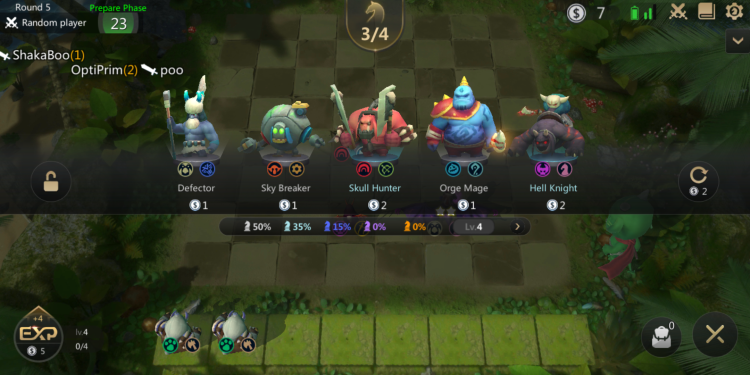 Round 5
Prepare Phase
Random player
23
3/4
7
ShakaBoo(1)
OptiPrim(2) poo
Defector
Sky Breaker
Skull Hunter
Orge Mage
Hell Knight
1
1
2
1
2
2
50% 35% 15% 0% 0% Lv.4
+4
EXP
5
lv.4
0/4
0